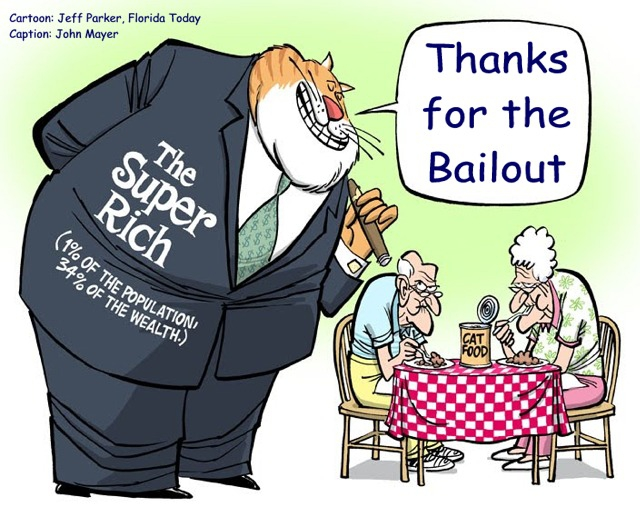 Cartoon: Jeff Parker, Florida Today
Caption: John Mayer
Thanks
for the
Bailout
The
Super
Rich
(1% OF THE POPULATION,
34% OF THE WEALTH.)
CAT
FOOD